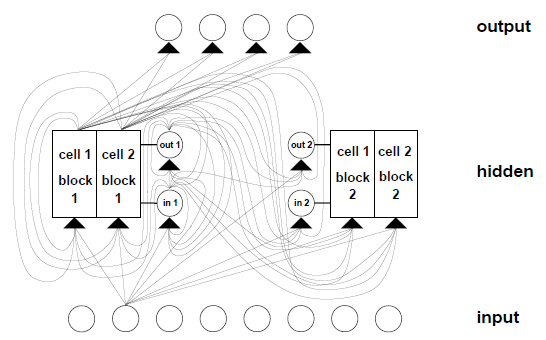 output
cell 1
block
1
cell 2
block
1
out 1
in 1
out 2
in 2
cell 1
block
2
cell 2
block
2
hidden
input